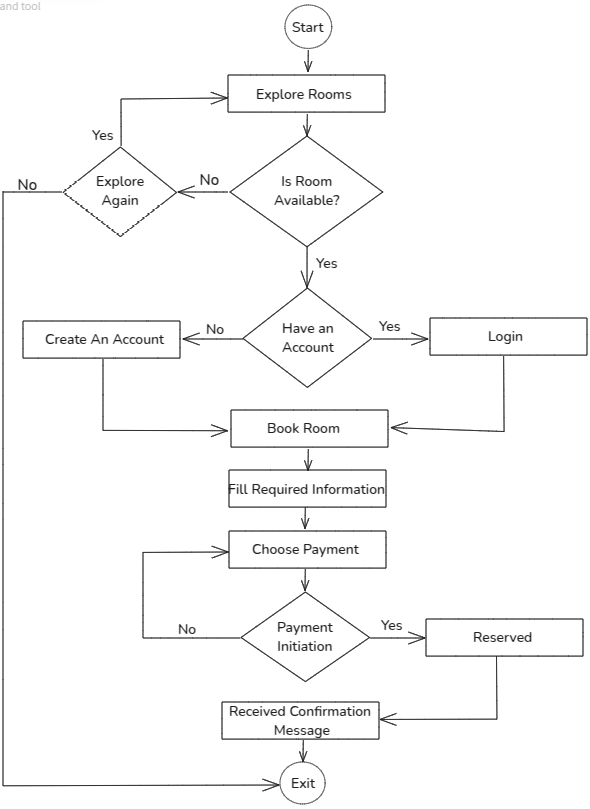 and tool
Start
Explore Rooms
Yes
No
Explore
Again
No
Is Room
Available?
Yes
Create An Account
No
Have an
Account
Yes
Login
Book Room
Fill Required Information
Choose Payment
No
Payment
Initiation
Yes
Reserved
Received Confirmation
Message
Exit